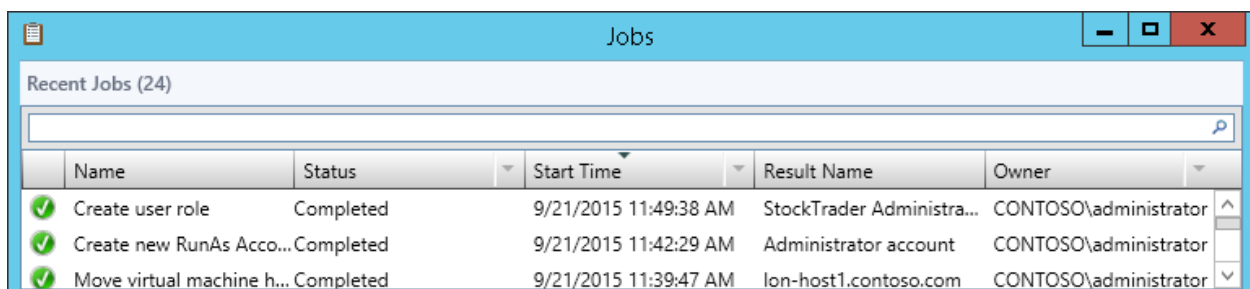 Jobs
Recent Jobs (24)
Name Status Start Time Result Name Owner
Create user role Completed 9/21/2015 11:49:38 AM StockTrader Administra... CONTOSO\administrator
Create new RunAs Acco... Completed 9/21/2015 11:42:29 AM Administrator account CONTOSO\administrator
Move virtual machine h... Completed 9/21/2015 11:39:47 AM lon-host1.contoso.com CONTOSO\administrator